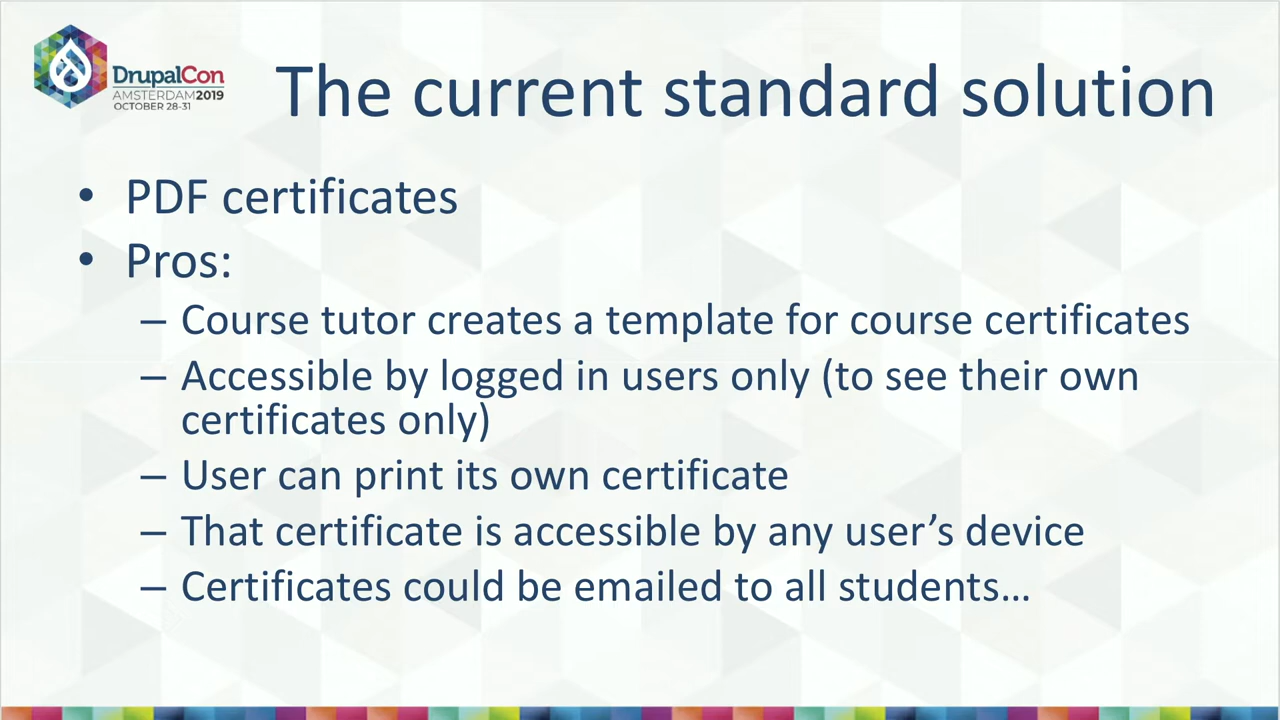 DrupalCon
AMSTERDAM2019
OCTOBER 28-31
The current standard solution
• PDF certificates
• Pros:
– Course tutor creates a template for course certificates
– Accessible by logged in users only (to see their own
certificates only)
– User can print its own certificate
– That certificate is accessible by any user’s device
– Certificates could be emailed to all students…